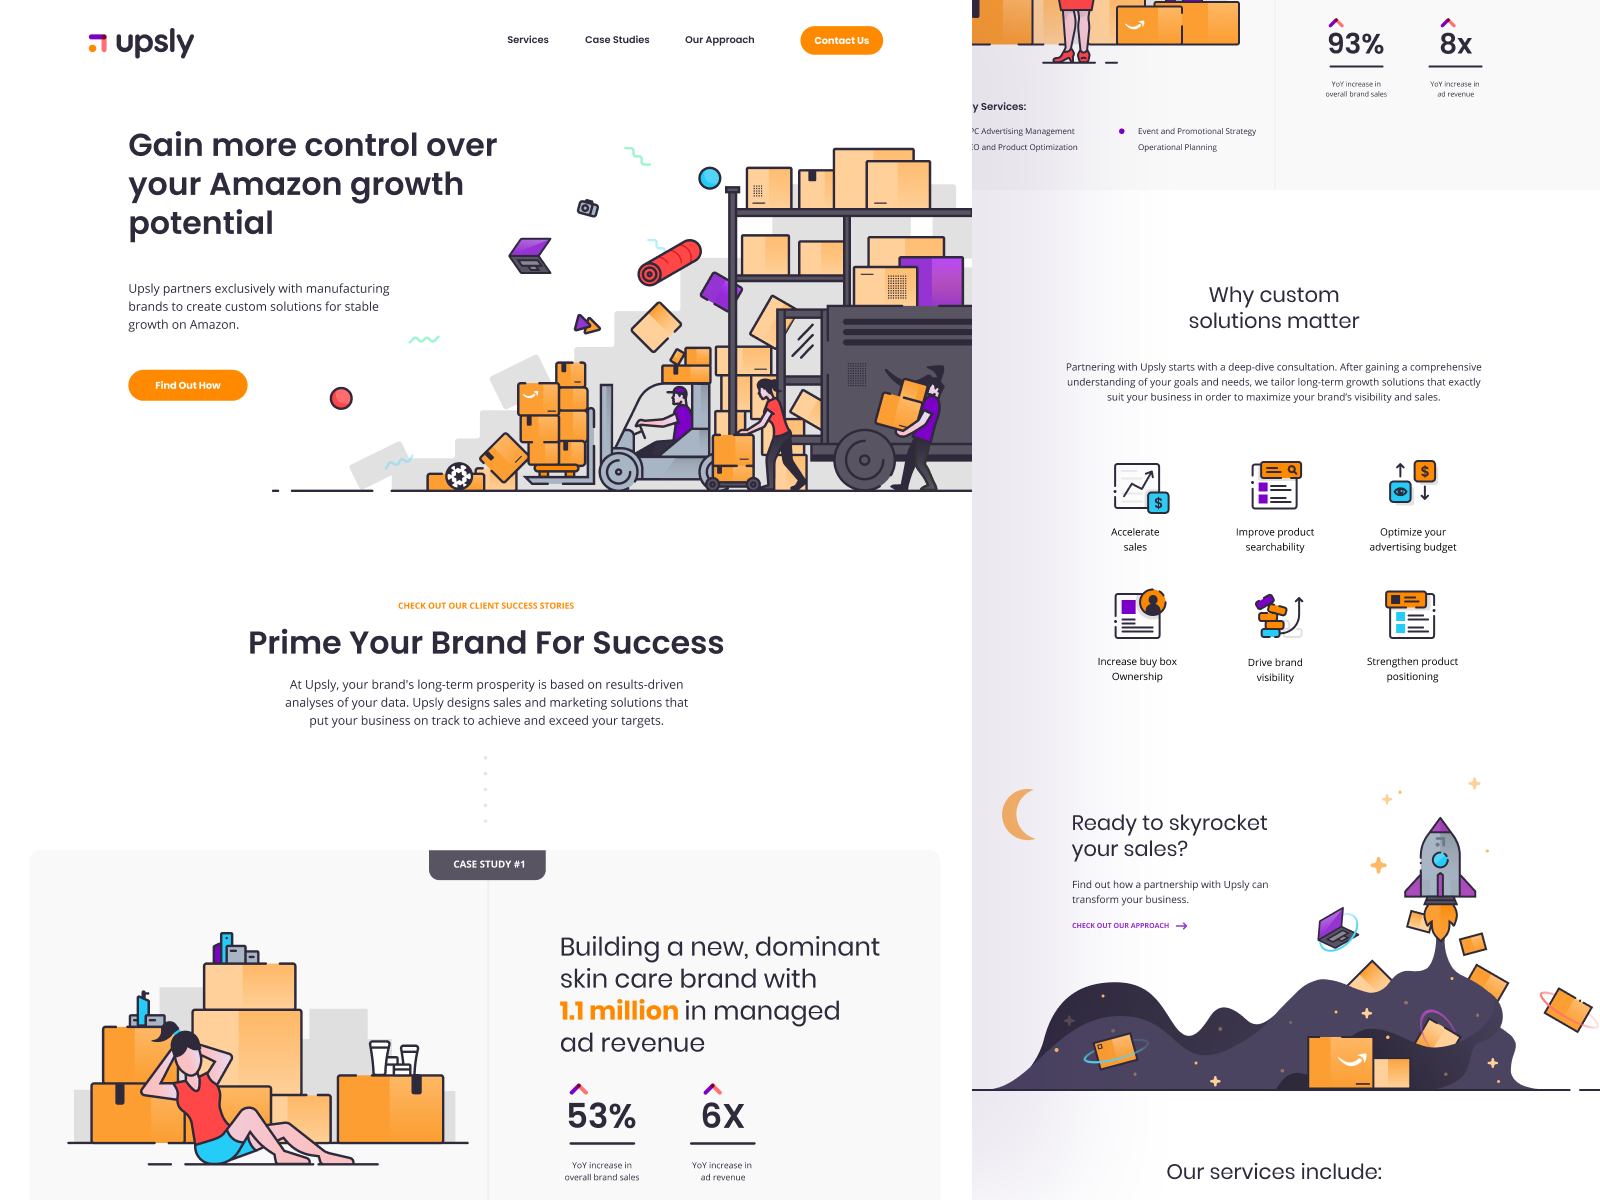 upsly
Services
Case Studies
Our Approach
Contact Us
Gain more control over
your Amazon growth
potential
Upsly partners exclusively with manufacturing
brands to create custom solutions for stable
growth on Amazon.
Find Out How
CHECK OUT OUR CLIENT SUCCESS STORIES
Prime Your Brand For Success
At Upsly, your brand's long-term prosperity is based on results-driven
analyses of your data. Upsly designs sales and marketing solutions that
put your business on track to achieve and exceed your targets.
CASE STUDY #1
Building a new, dominant
skin care brand with
1.1 million in managed
ad revenue
53%
YoY increase in
overall brand sales
6X
YoY increase in
ad revenue
93%
YoY increase in
overall brand sales
8x
YoY increase in
ad revenue
y Services:
PC Advertising Management
EO and Product Optimization
Event and Promotional Strategy
Operational Planning
Why custom
solutions matter
Partnering with Upsly starts with a deep-dive consultation. After gaining a comprehensive
understanding of your goals and needs, we tailor long-term growth solutions that exactly
suit your business in order to maximize your brand's visibility and sales.
$
Accelerate
sales
Improve product
searchability
$
Optimize your
advertising budget
Increase buy box
Ownership
Drive brand
visibility
Strengthen product
positioning
Ready to skyrocket
your sales?
Find out how a partnership with Upsly can
transform your business.
CHECK OUT OUR APPROACH
Our services include: